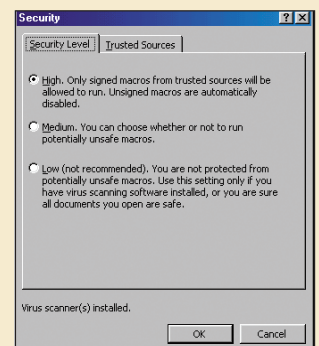 Security
Security Level
Trusted Sources
High. Only signed macros from trusted sources will be
allowed to run. Unsigned macros are automatically
disabled.
Medium. You can choose whether or not to run
potentially unsafe macros.
Low (not recommended). You are not protected from
potentially unsafe macros. Use this setting only if you
have virus scanning software installed, or you are sure
all documents you open are safe.
Virus scanner(s) installed.
OK
Cancel